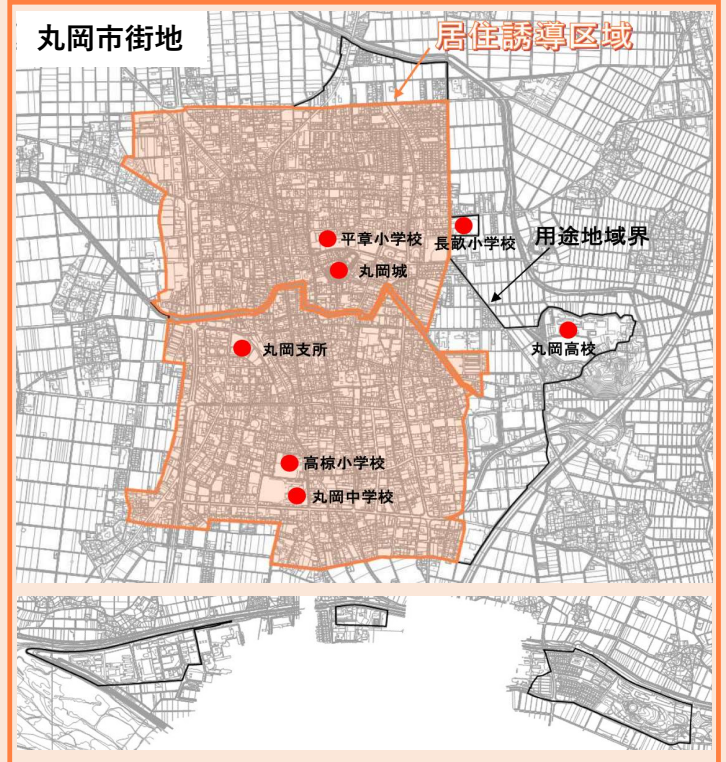 丸岡市街地
居住誘導区域
平章小学校
長畝小学校
用途地域界
丸岡城
丸岡高校
丸岡支所
高椋小学校
丸岡中学校